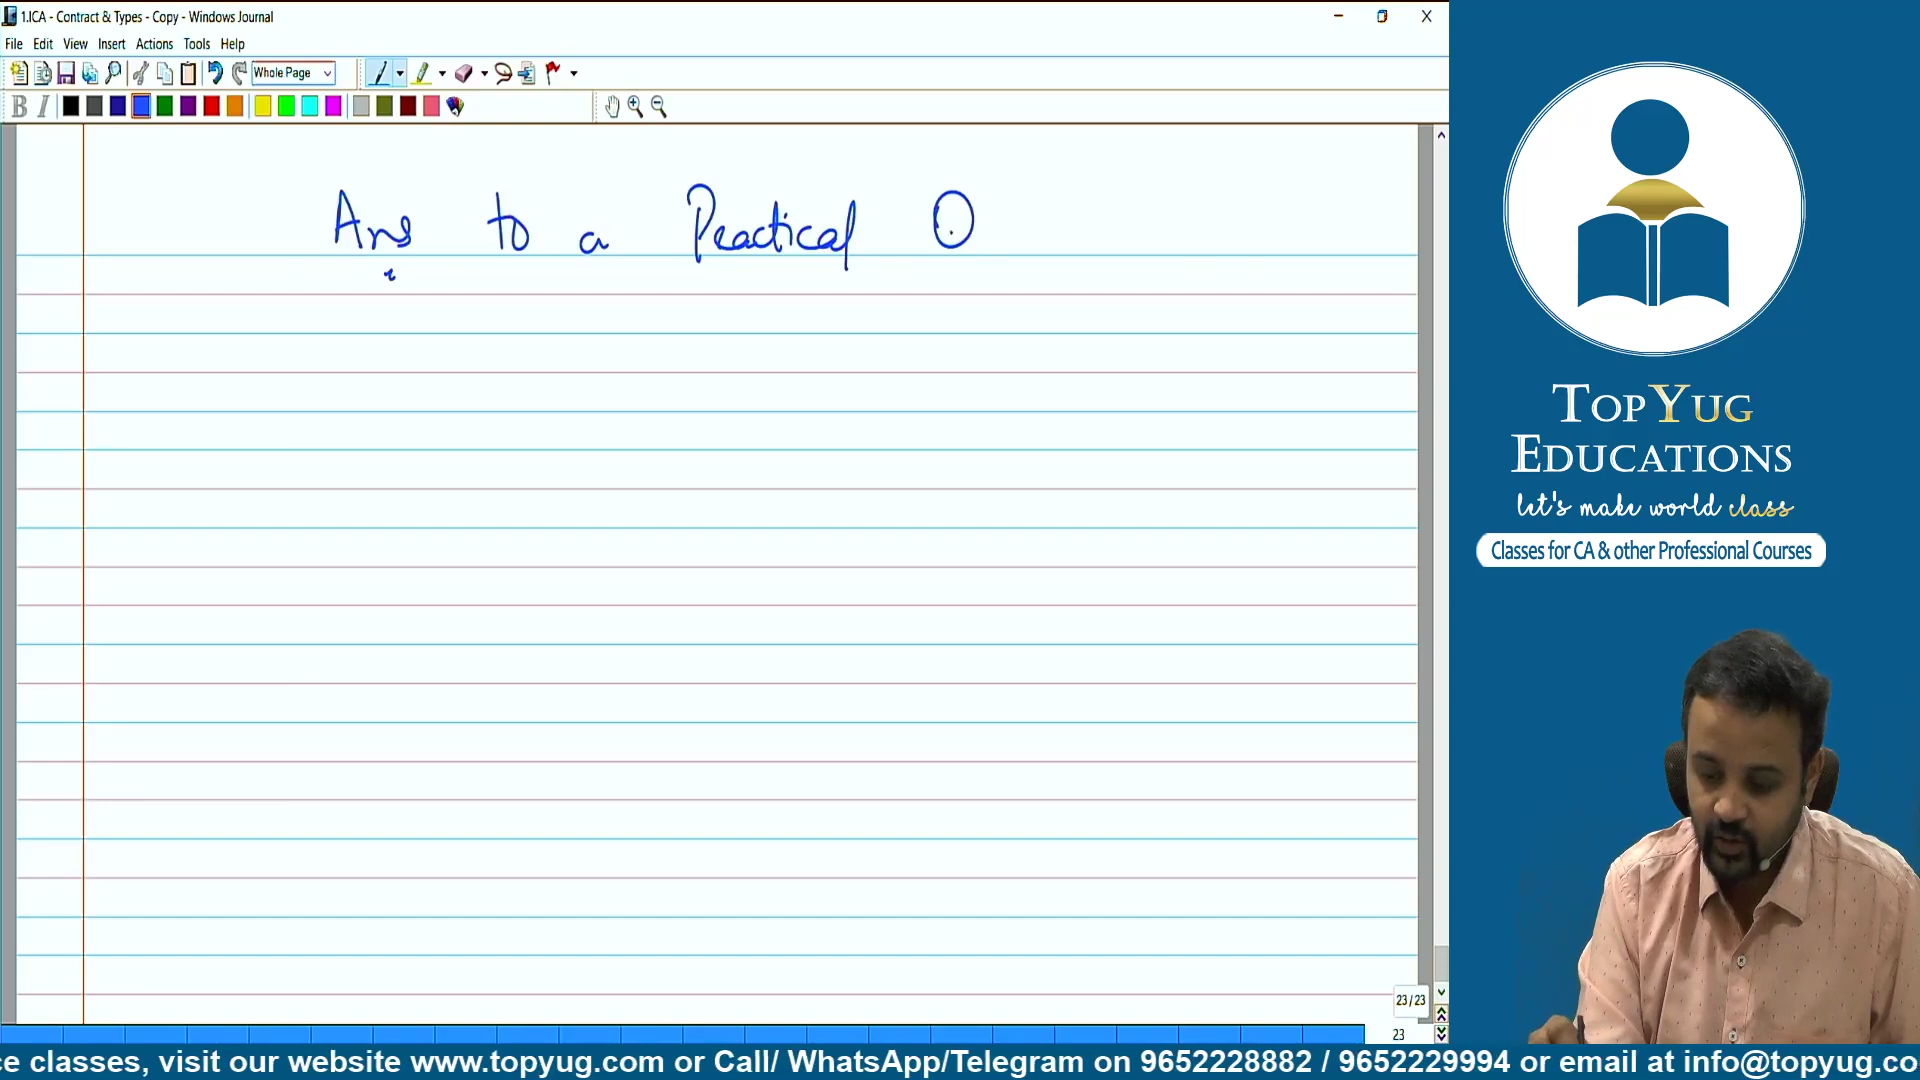 1.ICA - Contract & Types - Copy - Windows Journal
File Edit View Insert Actions Tools Help
Whole Page
B I
Ans to a Practical Q
23 / 23
23
TOPYUG
EDUCATIONS
let's make world class
Classes for CA & other Professional Courses
ce classes, visit our website www.topyug.com or Call/ WhatsApp/Telegram on 9652228882 / 9652229994 or email at info@topyug.co